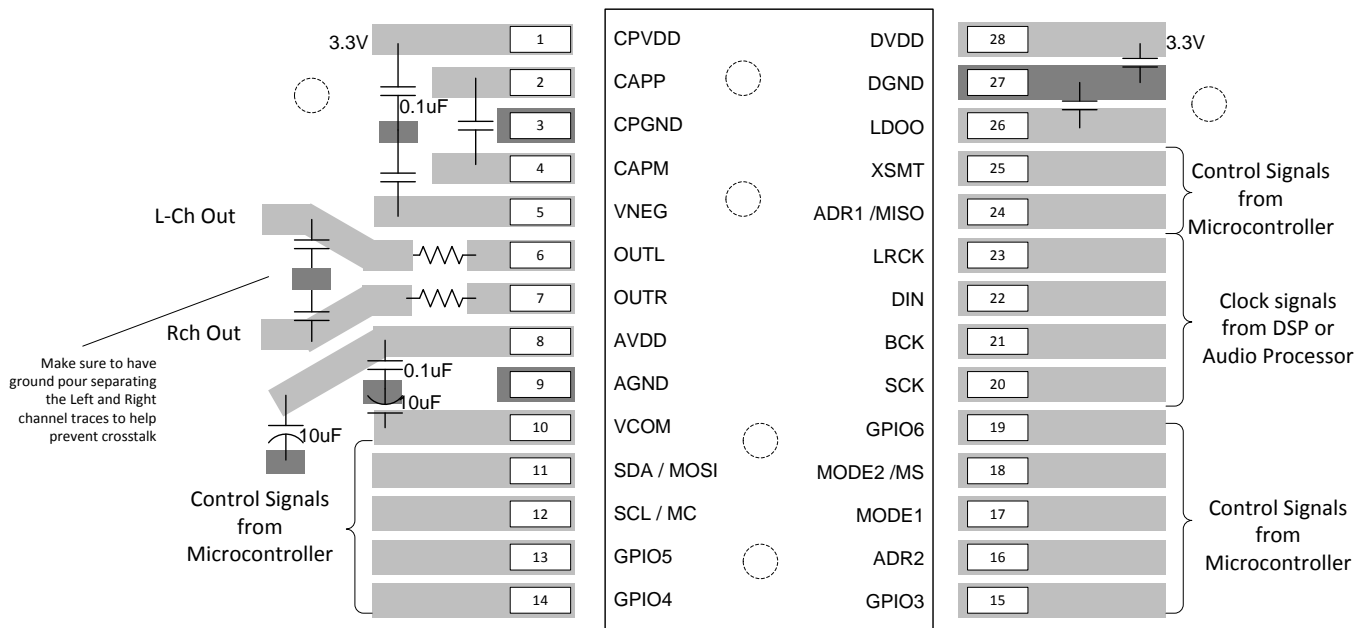 3.3V
1
CPVDD
DVDD
28
3.3V
2
CAPP
DGND
27
0.1uF
3
CPGND
LDOO
26
4
CAPM
XSMT
25
Control Signals
from
Microcontroller
L-Ch Out
5
VNEG
ADR1 /MISO
24
6
OUTL
LRCK
23
7
OUTR
DIN
22
Clock signals
from DSP or
Audio Processor
Rch Out
8
AVDD
BCK
21
Make sure to have
ground pour separating
the Left and Right
channel traces to help
prevent crosstalk
0.1uF
9
AGND
SCK
20
10uF
10uF
10
VCOM
GPIO6
19
11
SDA / MOSI
MODE2 /MS
18
Control Signals
from
Microcontroller
12
SCL / MC
MODE1
17
Control Signals
from
Microcontroller
13
GPIO5
ADR2
16
14
GPIO4
GPIO3
15